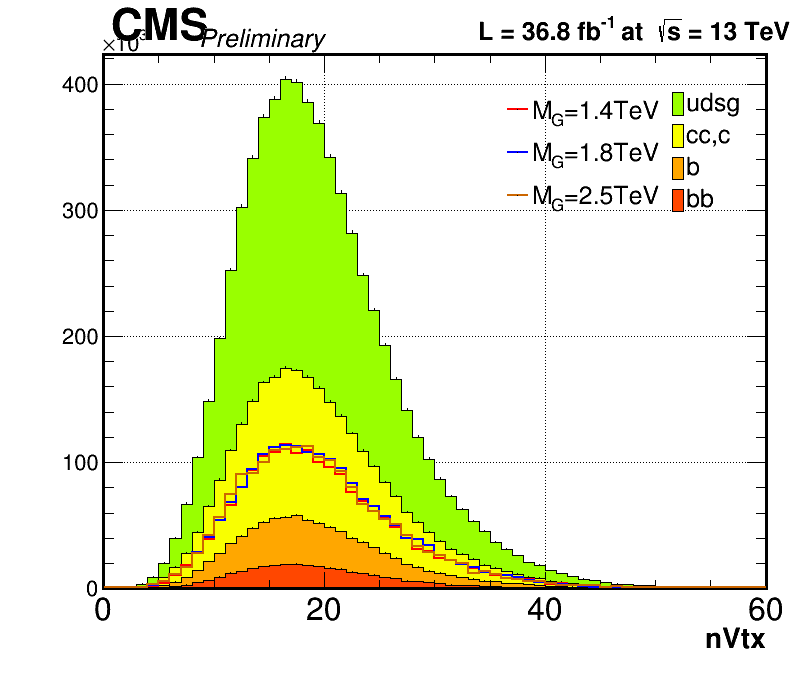 CMS Preliminary L = 36.8 fb⁻¹ at √s = 13 TeV
×10³
400
300
200
100
0
M_G=1.4TeV
M_G=1.8TeV
M_G=2.5TeV
udsg
cc,c
b
bb
0 20 40 60
nVtx